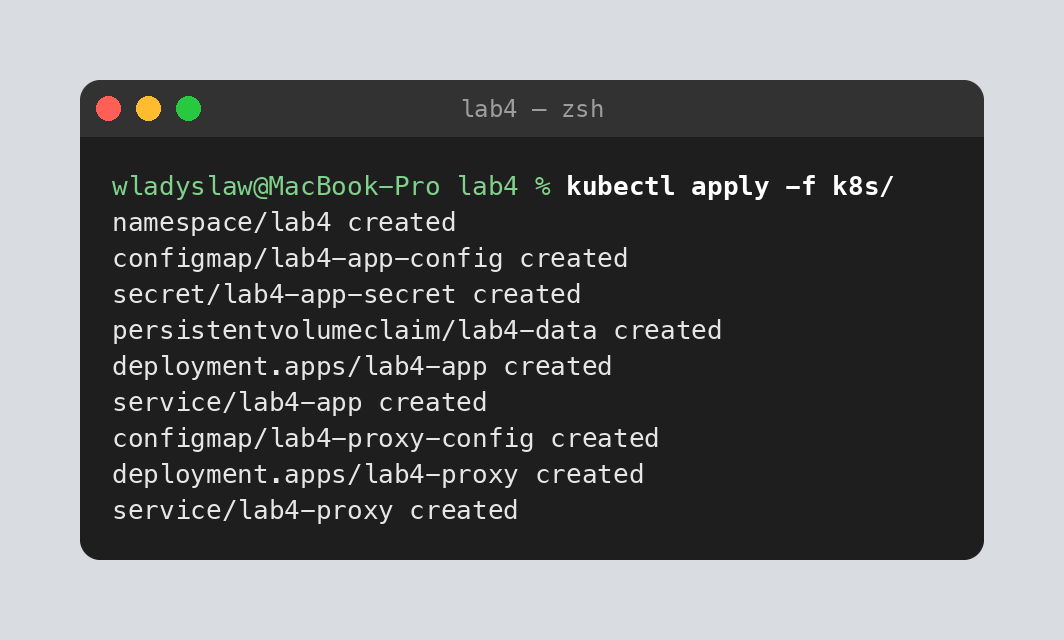 lab4 — zsh
wladyslaw@MacBook-Pro lab4 % kubectl apply -f k8s/
namespace/lab4 created
configmap/lab4-app-config created
secret/lab4-app-secret created
persistentvolumeclaim/lab4-data created
deployment.apps/lab4-app created
service/lab4-app created
configmap/lab4-proxy-config created
deployment.apps/lab4-proxy created
service/lab4-proxy created